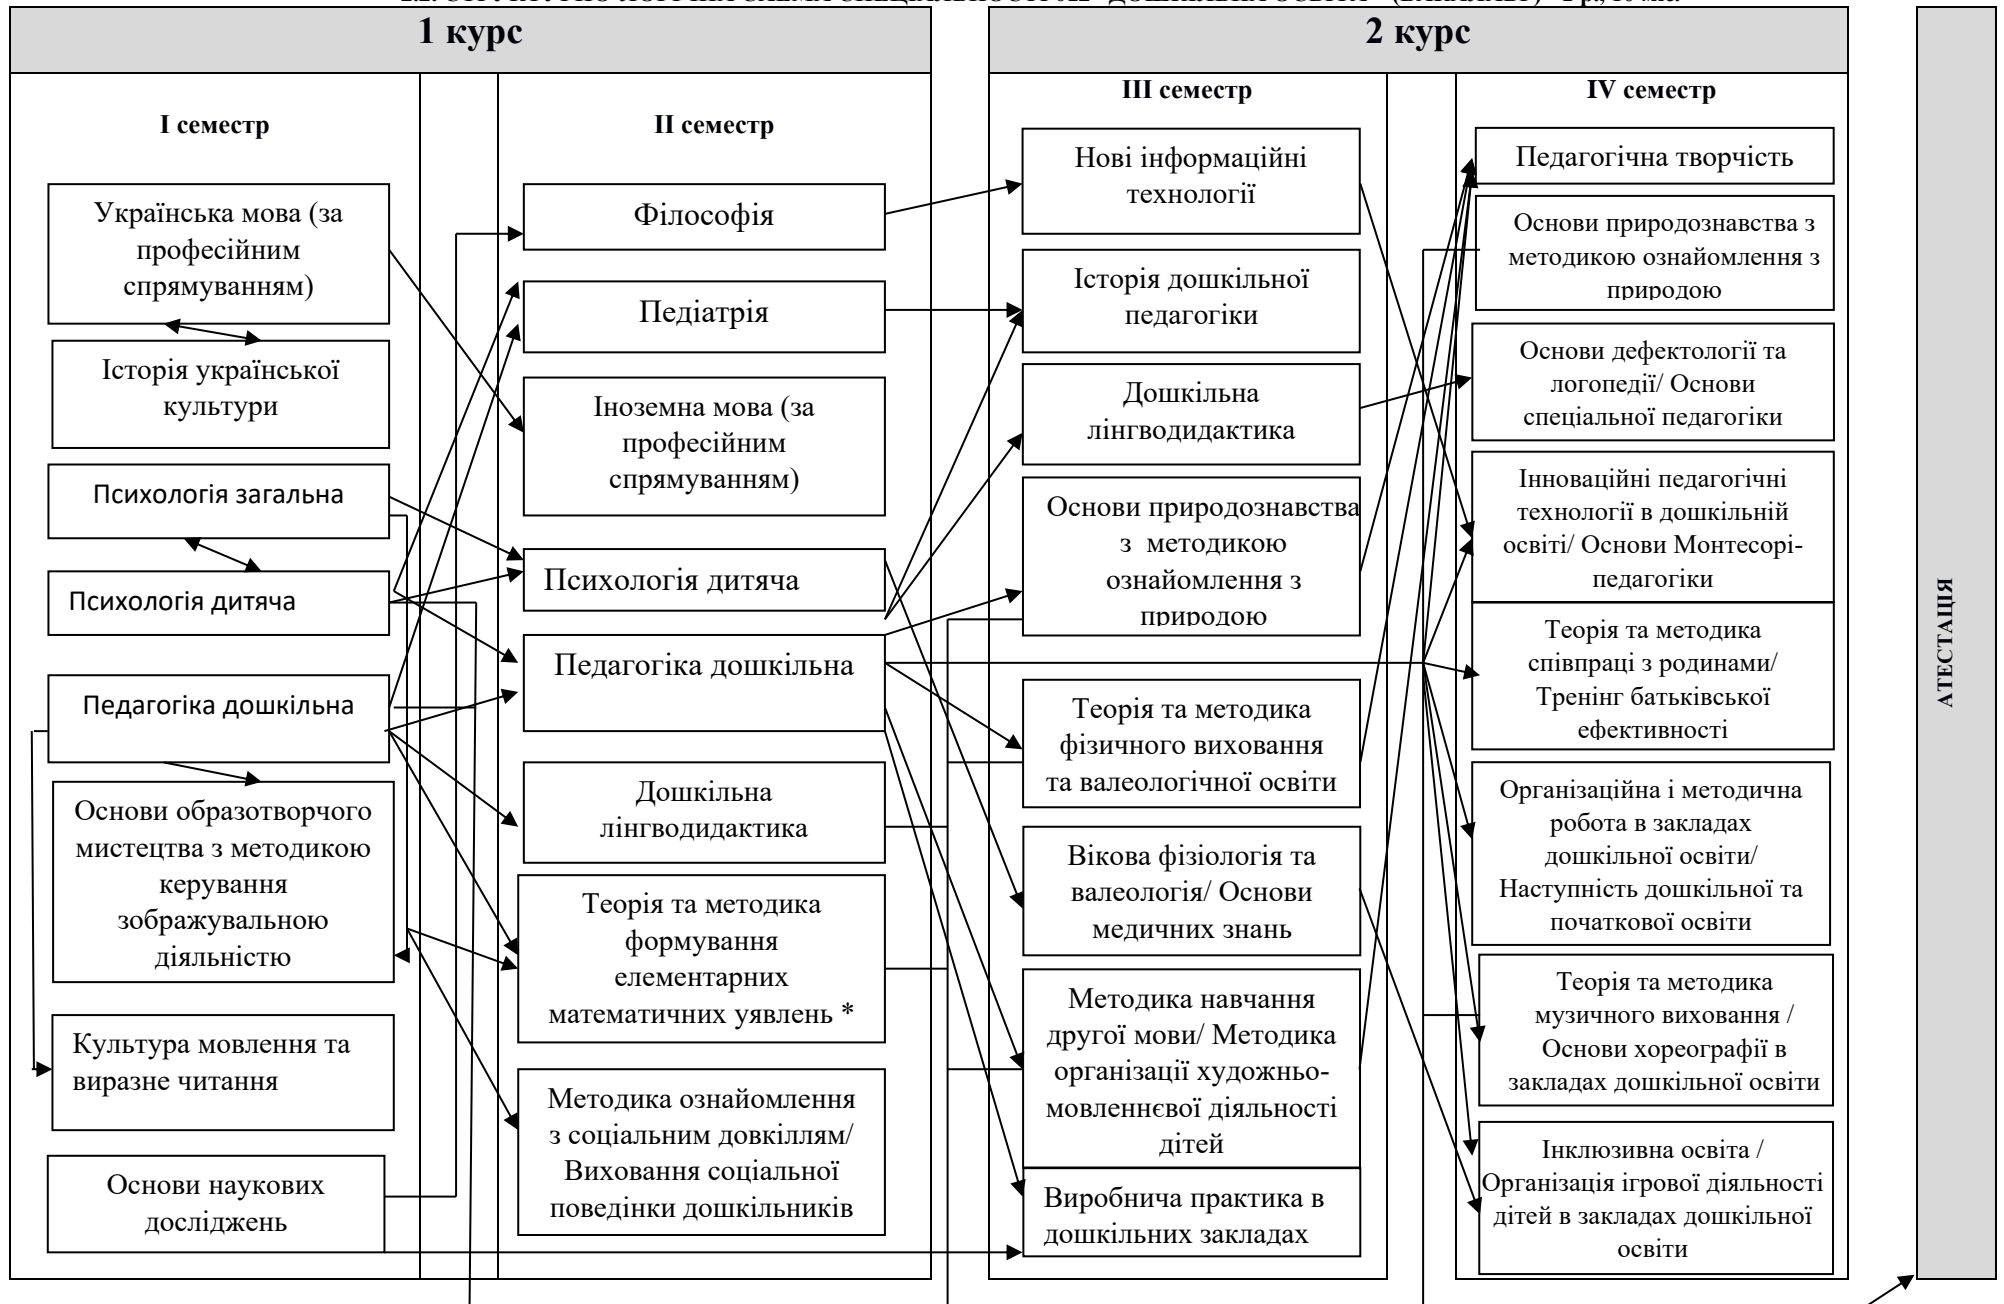 1 курс
I семестр
Українська мова (за
професійним
спрямуванням)
Історія української
культури
Психологія загальна
Психологія дитяча
Педагогіка дошкільна
Основи образотворчого
мистецтва з методикою
керування
зображувальною
діяльністю
Культура мовлення та
виразне читання
Основи наукових
досліджень
II семестр
Філософія
Педіатрія
Іноземна мова (за
професійним
спрямуванням)
Психологія дитяча
Педагогіка дошкільна
Дошкільна
лінгводидактика
Теорія та методика
формування
елементарних
математичних уявлень *
Методика ознайомлення
з соціальним довкіллям/
Виховання соціальної
поведінки дошкільників
2 курс
III семестр
Нові інформаційні
технології
Історія дошкільної
педагогіки
Дошкільна
лінгводидактика
Основи природознавства
з методикою
ознайомлення з
природою
Теорія та методика
фізичного виховання
та валеологічної освіти
Вікова фізіологія та
валеологія/ Основи
медичних знань
Методика навчання
другої мови/ Методика
організації художньо-
мовленнєвої діяльності
дітей
Виробнича практика в
дошкільних закладах
IV семестр
Педагогічна творчість
Основи природознавства з
методикою ознайомлення з
природою
Основи дефектології та
логопедії/ Основи
спеціальної педагогіки
Інноваційні педагогічні
технології в дошкільній
освіті/ Основи Монтесорі-
педагогіки
Теорія та методика
співпраці з родинами/
Тренінг батьківської
ефективності
Організаційна і методична
робота в закладах
дошкільної освіти/
Наступність дошкільної та
початкової освіти
Теорія та методика
музичного виховання /
Основи хореографії в
закладах дошкільної освіти
Інклюзивна освіта /
Організація ігрової діяльності
дітей в закладах дошкільної
освіти
АТЕСТАЦІЯ